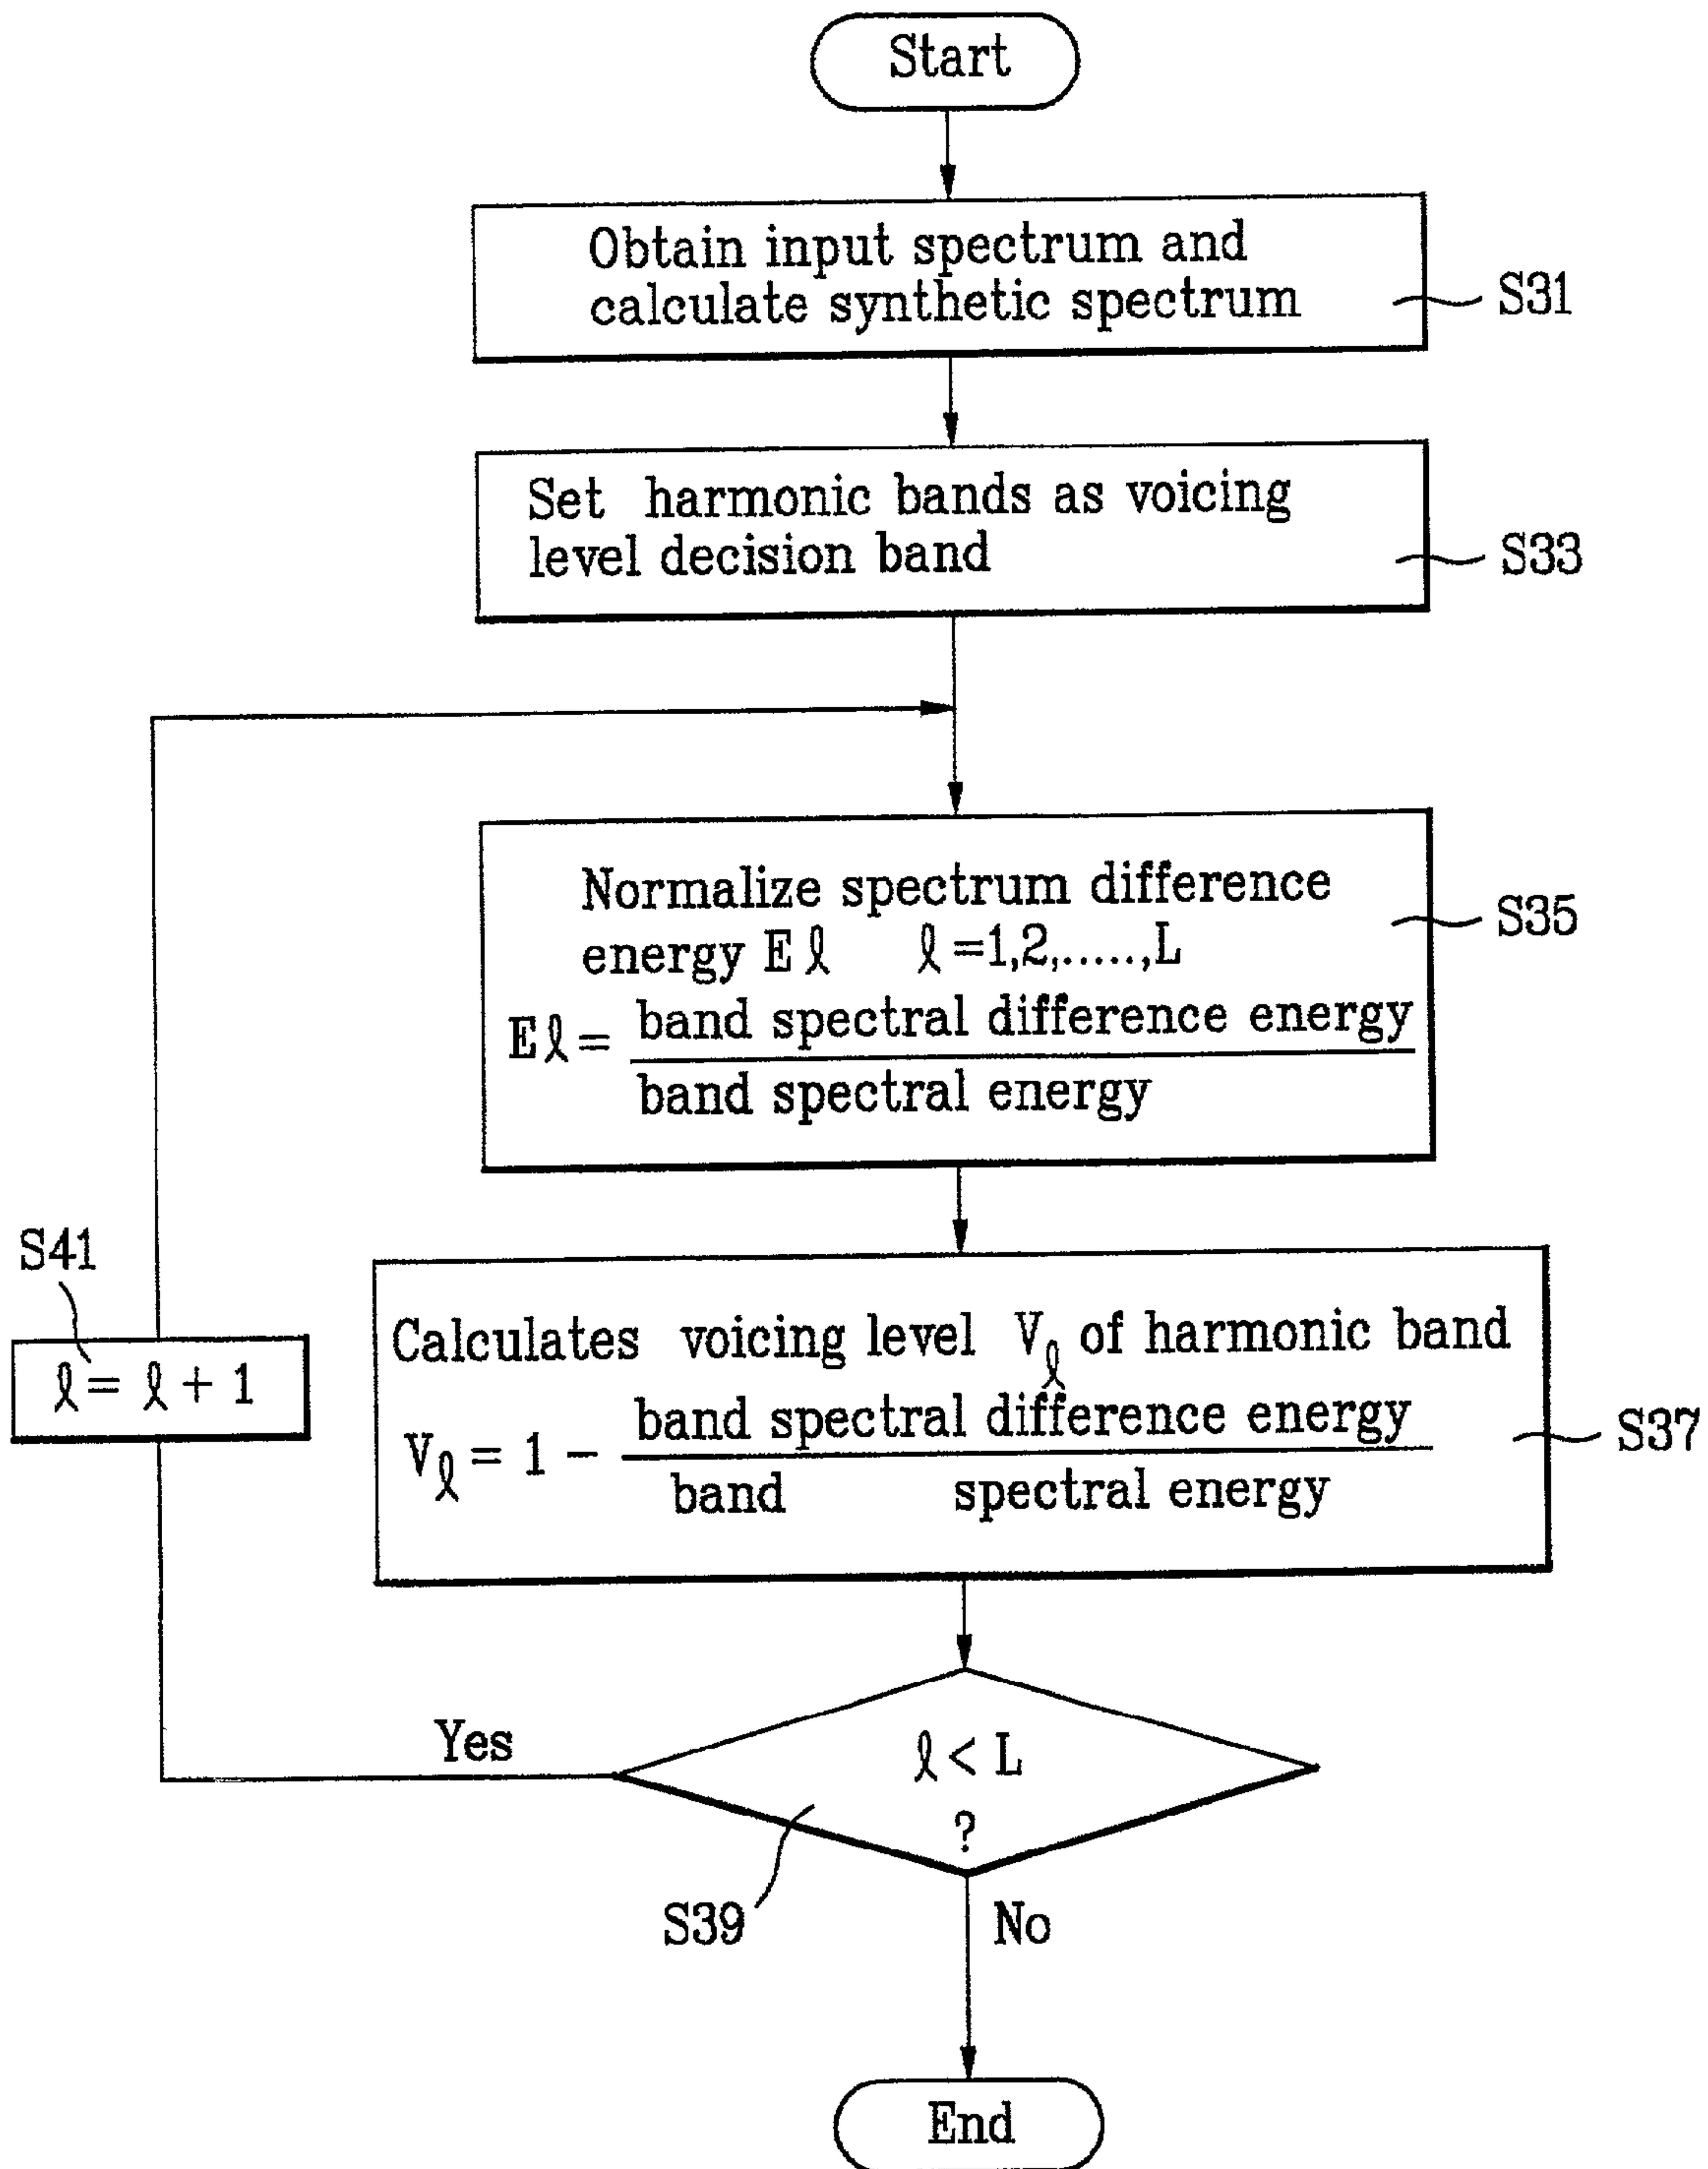 Start
Obtain input spectrum and
calculate synthetic spectrum
S31
Set harmonic bands as voicing
level decision band
S33
Normalize spectrum difference
energy E ℓ ℓ =1,2,.....,L
E ℓ = band spectral difference energy
band spectral energy
S35
Calculates voicing level Vℓ of harmonic band
Vℓ = 1 - band spectral difference energy
band spectral energy
S37
S41
ℓ = ℓ + 1
Yes
ℓ < L
?
S39
No
End